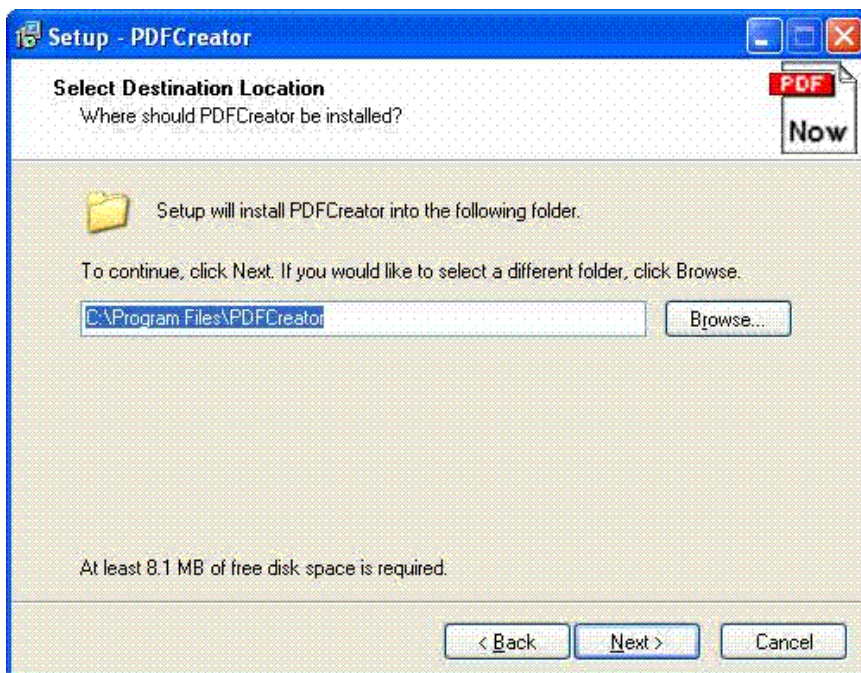 Setup - PDFCreator
Select Destination Location
Where should PDFCreator be installed?
PDF
Now
Setup will install PDFCreator into the following folder.
To continue, click Next. If you would like to select a different folder, click Browse.
C:\Program Files\PDFCreator
Browse...
At least 8.1 MB of free disk space is required.
< Back Next > Cancel